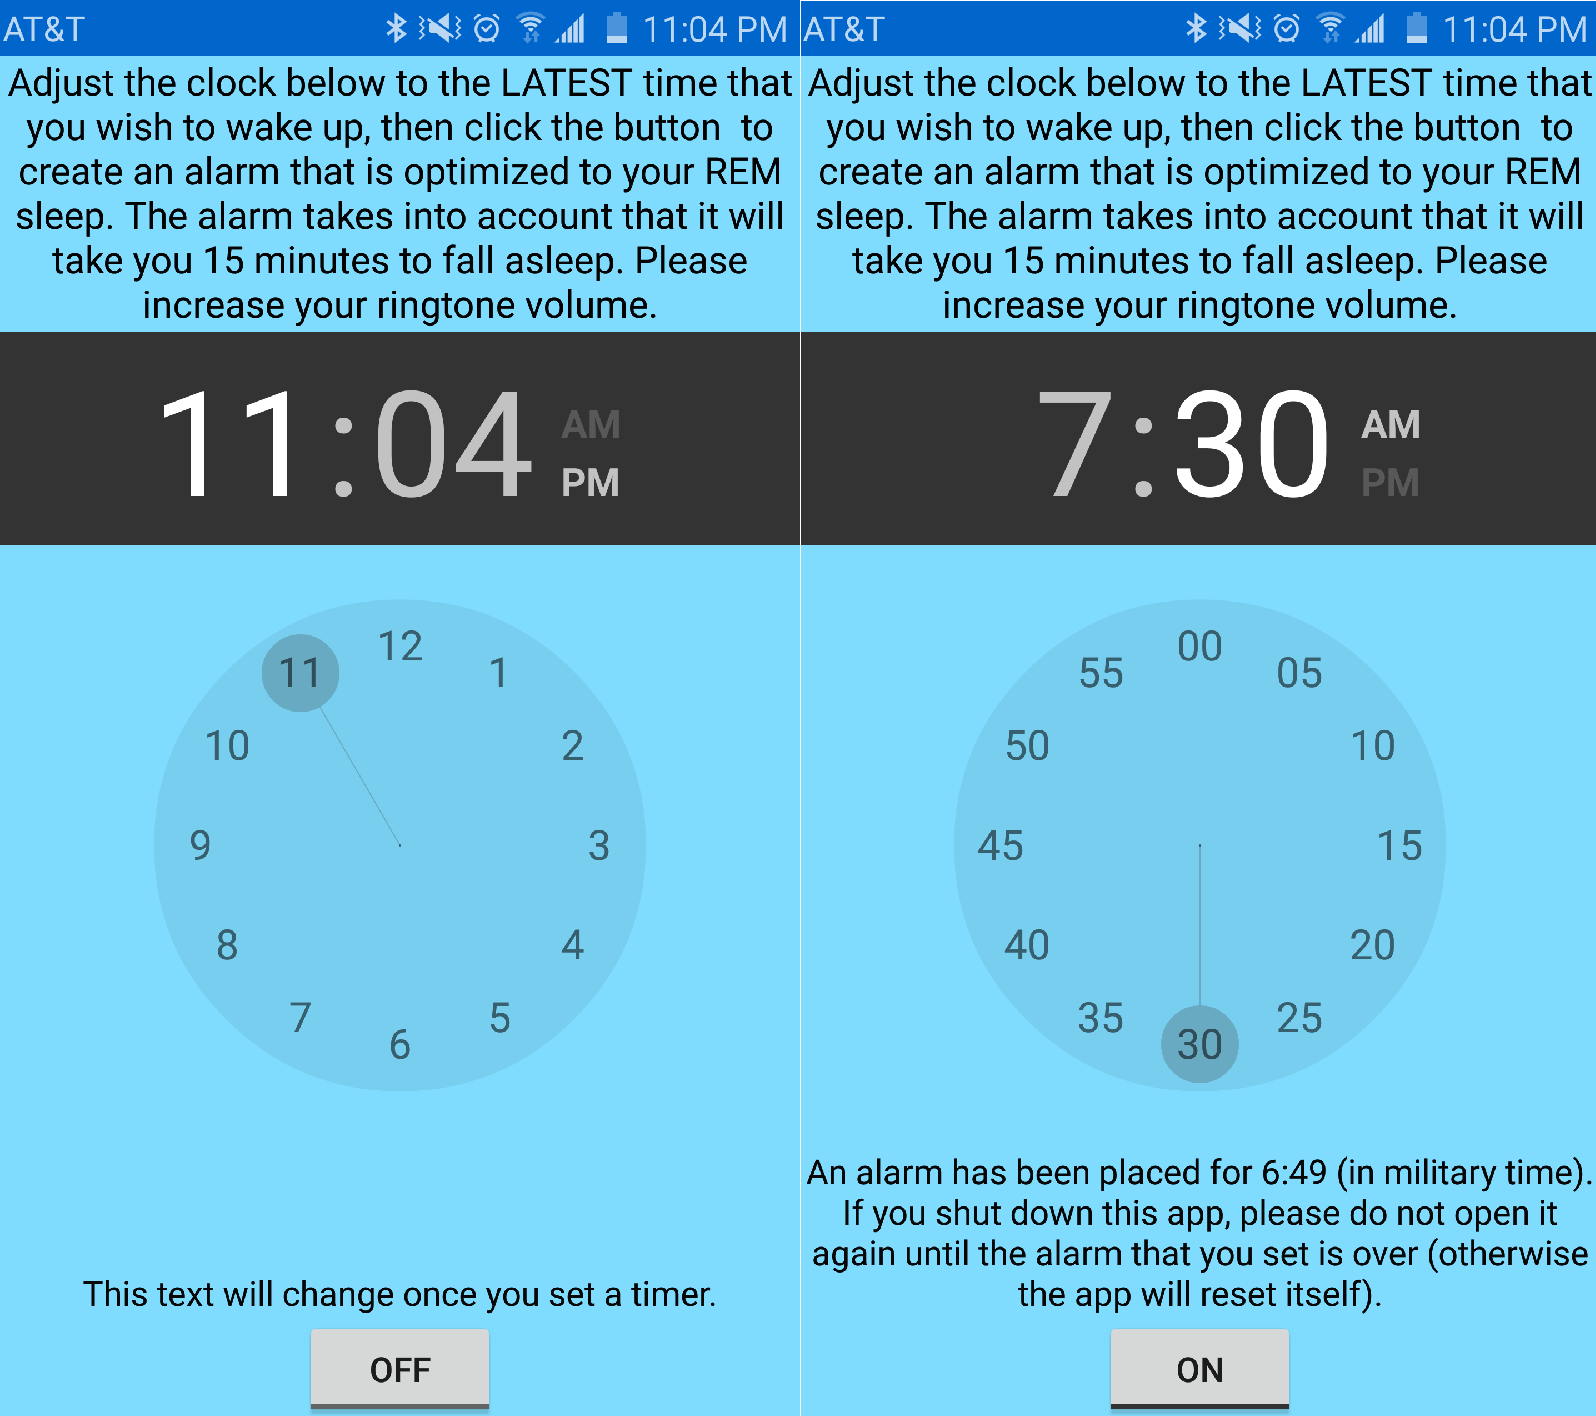 AT&T 11:04 PM
Adjust the clock below to the LATEST time that
you wish to wake up, then click the button  to
create an alarm that is optimized to your REM
sleep. The alarm takes into account that it will
take you 15 minutes to fall asleep. Please
increase your ringtone volume.
11:04 AM
PM
12
11 1
10 2
9 3
8 4
7 5
6
This text will change once you set a timer.
OFF
AT&T 11:04 PM
Adjust the clock below to the LATEST time that
you wish to wake up, then click the button  to
create an alarm that is optimized to your REM
sleep. The alarm takes into account that it will
take you 15 minutes to fall asleep. Please
increase your ringtone volume.
7:30 AM
PM
00
55 05
50 10
45 15
40 20
35 25
30
An alarm has been placed for 6:49 (in military time).
If you shut down this app, please do not open it
again until the alarm that you set is over (otherwise
the app will reset itself).
ON